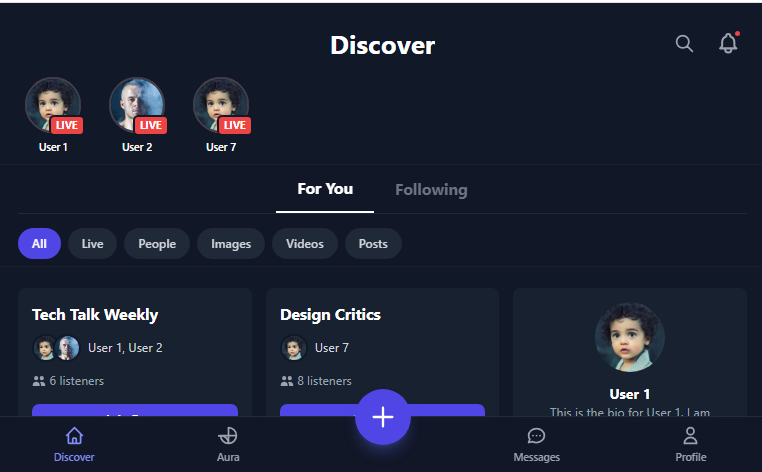 Discover
LIVE LIVE LIVE
User 1 User 2 User 7
For You Following
All Live People Images Videos Posts
Tech Talk Weekly
User 1, User 2
6 listeners
Design Critics
User 7
8 listeners
User 1
This is the bio for User 1. I am
Discover Aura Messages Profile